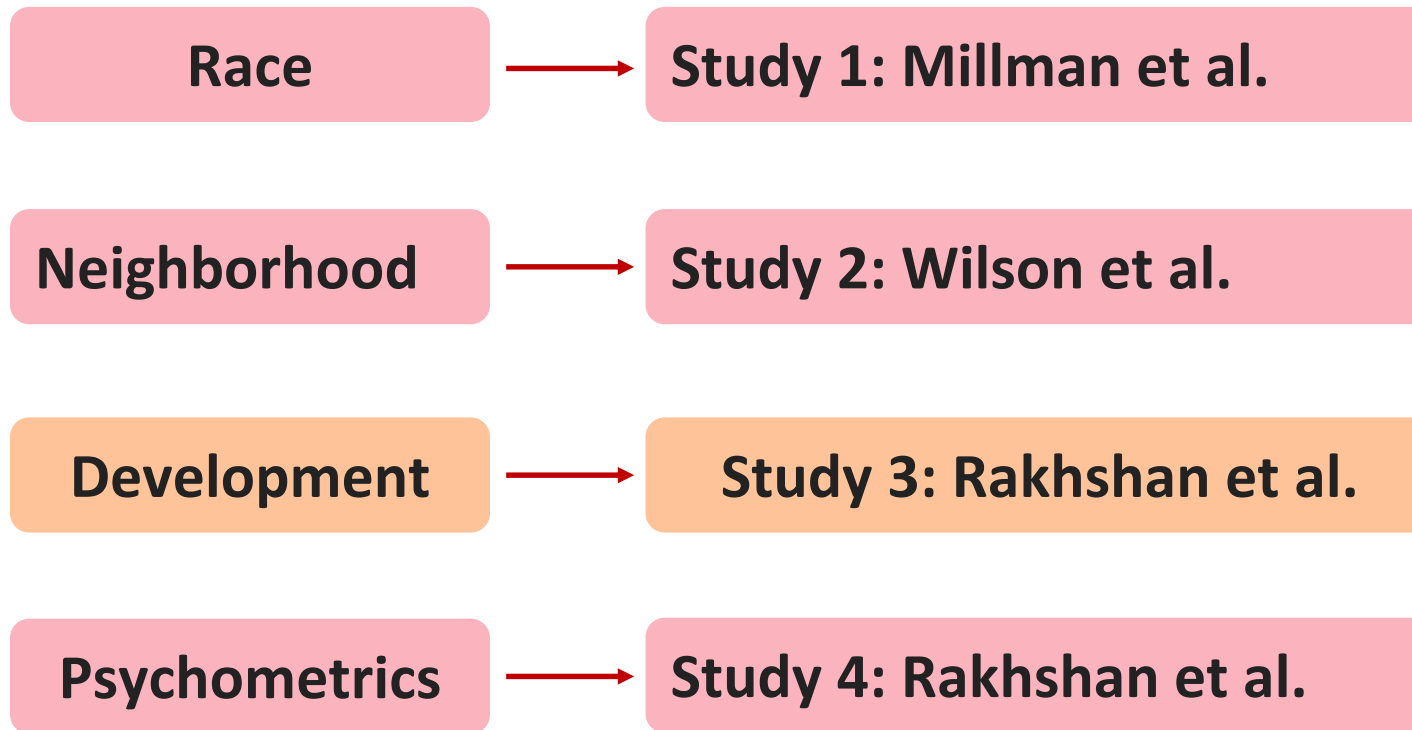 Race
Study 1: Millman et al.
Neighborhood
Study 2: Wilson et al.
Development
Study 3: Rakhshan et al.
Psychometrics
Study 4: Rakhshan et al.